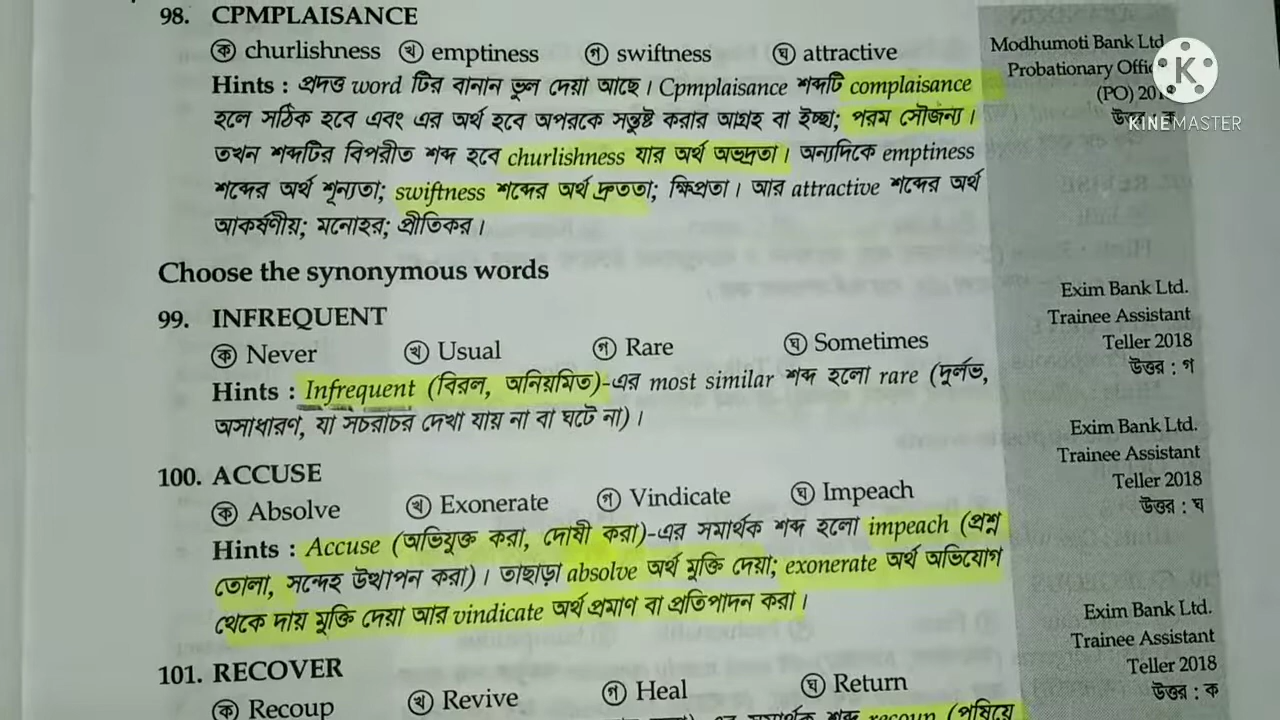 98. CPMPLAISANCE
ⓚ churlishness ⓚ emptiness ⓖ swiftness ⓖ attractive
Hints : প্রদত্ত word টির বানান ভুল দেয়া আছে। Cpmplaisance শব্দটি complaisance
হলে সঠিক হবে এবং এর অর্থ হবে অপরকে সন্তুষ্ট করার আগ্রহ বা ইচ্ছা; পরম সৌজন্য।
তখন শব্দটির বিপরীত শব্দ হবে churlishness যার অর্থ অভদ্রতা। অন্যদিকে emptiness
শব্দের অর্থ শূন্যতা; swiftness শব্দের অর্থ দ্রুততা; ক্ষিপ্রতা। আর attractive শব্দের অর্থ
আকর্ষণীয়; মনোহর; প্রীতিকর।
Modhumoti Bank Ltd
Probationary
(PO)
উত্তর : ক
KINEMASTER
Choose the synonymous words
99. INFREQUENT
ক Never খ Usual গ Rare ঘ Sometimes
Hints : Infrequent (বিরল, অনিয়মিত)-এর most similar শব্দ হলো rare (দুর্লভ,
অসাধারণ, যা সচরাচর দেখা যায় না বা ঘটে না)।
Exim Bank Ltd.
Trainee Assistant
Teller 2018
উত্তর : গ
100. ACCUSE
ক Absolve খ Exonerate গ Vindicate ঘ Impeach
Hints : Accuse (অভিযুক্ত করা, দোষী করা)-এর সমার্থক শব্দ হলো impeach (প্রশ্ন
তোলা, সন্দেহ উত্থাপন করা)। তাছাড়া absolve অর্থ মুক্তি দেয়া; exonerate অর্থ অভিযোগ
থেকে দায় মুক্তি দেয়া আর vindicate অর্থ প্রমাণ বা প্রতিপাদন করা।
Exim Bank Ltd.
Trainee Assistant
Teller 2018
উত্তর : ঘ
101. RECOVER
ক Recoup খ Revive গ Heal ঘ Return
সমার্থক শব্দ recoup (পুষিয়ে
Exim Bank Ltd.
Trainee Assistant
Teller 2018
উত্তর : ক